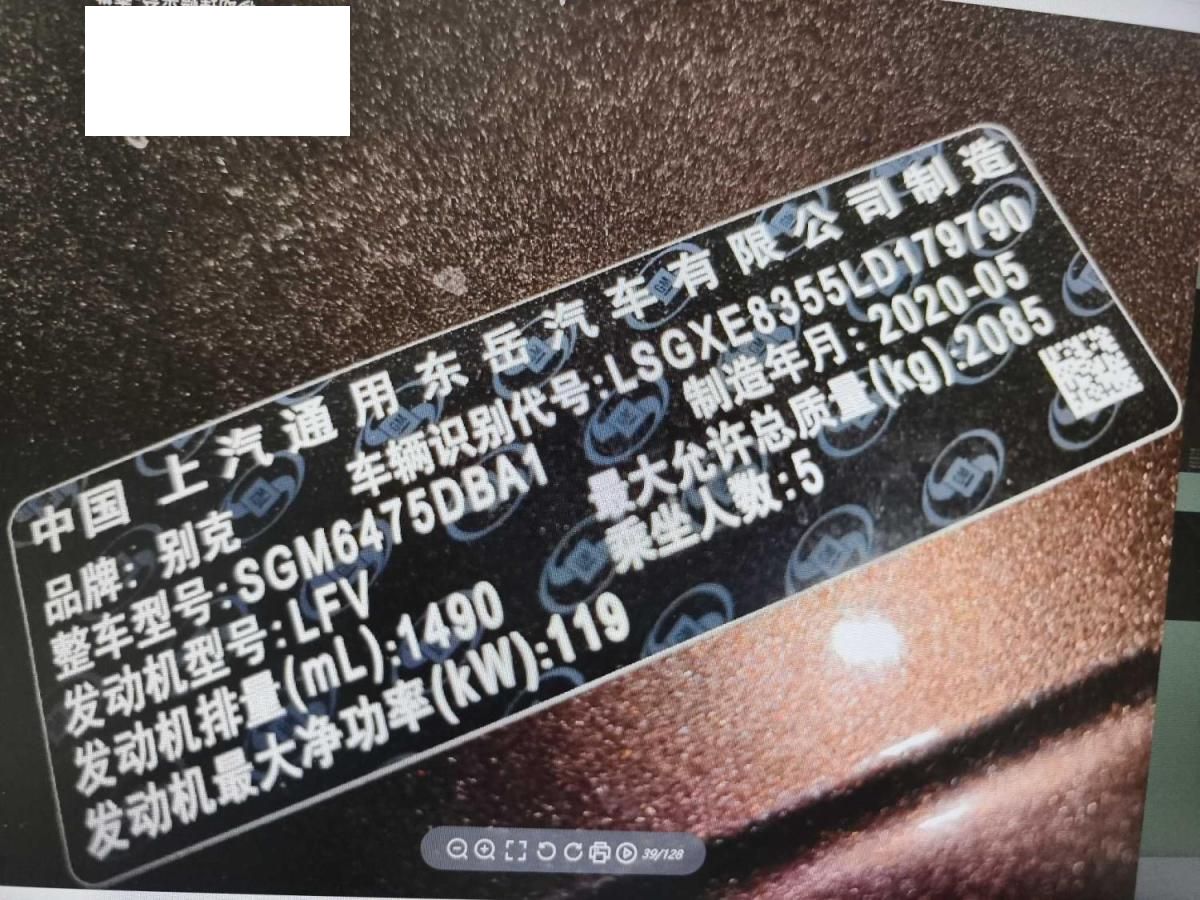 中国 上汽通用东岳汽车有限公司制造
品牌: 别克
车辆识别代号:LSGXE8355LD179790
整车型号:SGM6475DBA1
制造年月: 2020-05
发动机型号:LFV
最大允许总质量(kg):2085
发动机排量(mL):1490
乘坐人数:5
发动机最大净功率(kW):119
39/128